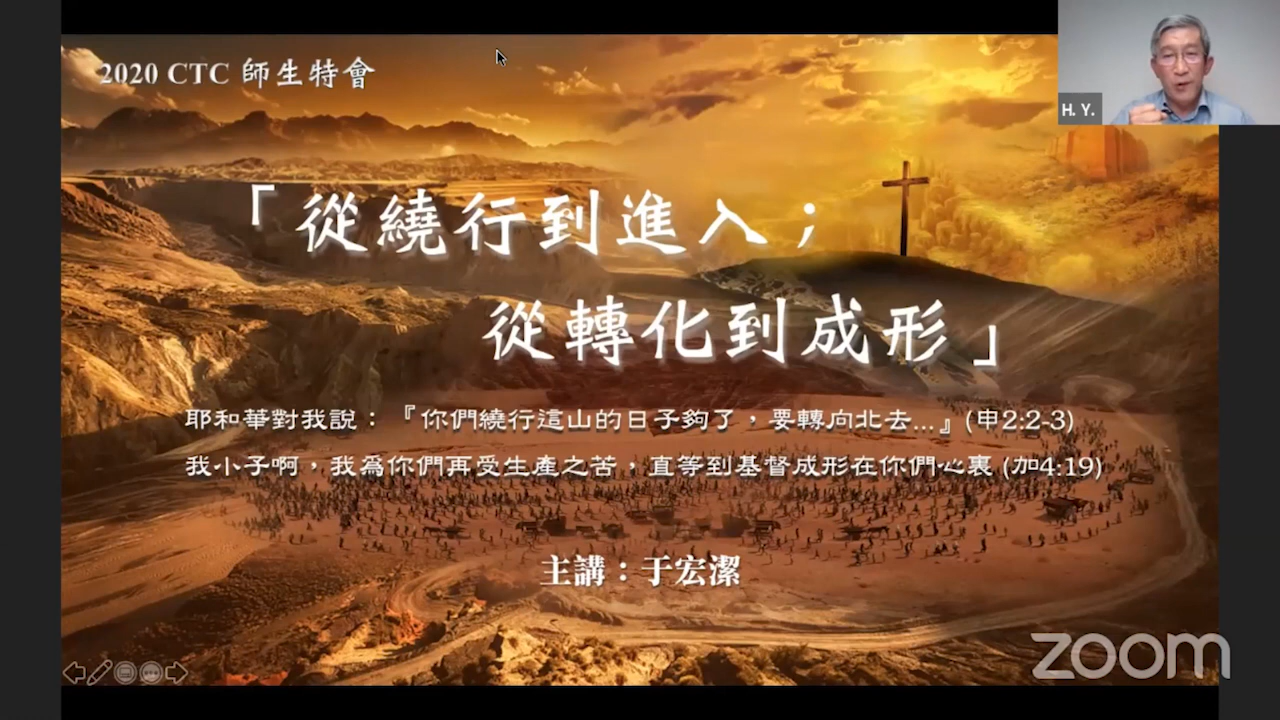 2020 CTC 師生特會
H. Y.
「從繞行到進入；
從轉化到成形」
耶和華對我說：『你們繞行這山的日子夠了，要轉向北去...』(申2:2-3)
我小子啊，我為你們再受生產之苦，直等到基督成形在你們心裏 (加4:19)
主講：于宏潔
zoom